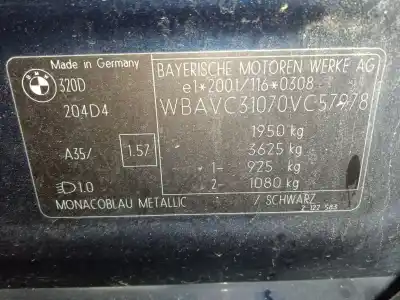 Made in Germany
BAYERISCHE MOTOREN WERKE AG
BMW
320D
e1*2001/116*0308
204D4
WBAVC31070VC57978
1950 kg
A35/
1.57
3625 kg
1- 925 kg
1.0
2- 1080 kg
MONACOBLAU METALLIC / SCHWARZ